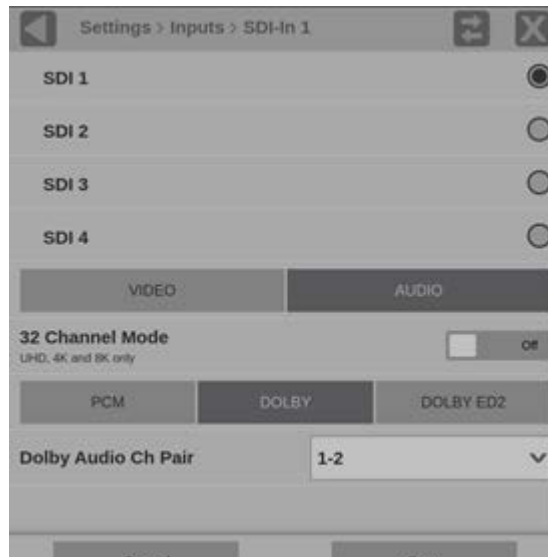 Settings > Inputs > SDI-In 1
SDI 1
SDI 2
SDI 3
SDI 4
VIDEO AUDIO
32 Channel Mode Off
UHD, 4K and 8K only
PCM DOLBY DOLBY ED2
Dolby Audio Ch Pair 1-2